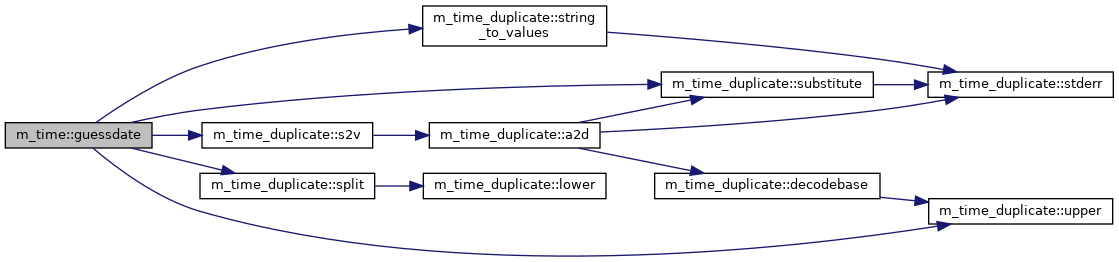 m_time_duplicate::string
_to_values
m_time_duplicate::substitute
m_time_duplicate::stderr
m_time::guessdate
m_time_duplicate::s2v
m_time_duplicate::a2d
m_time_duplicate::split
m_time_duplicate::lower
m_time_duplicate::decodebase
m_time_duplicate::upper